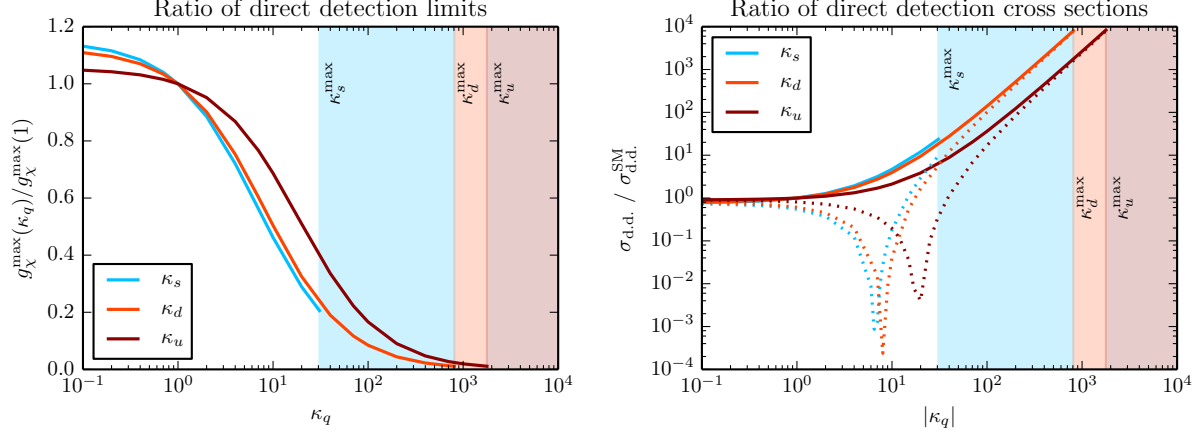 Ratio of direct detection limits
g_χ^max(κ_q)/g_χ^max(1)
1.2
1.0
0.8
0.6
0.4
0.2
0.0
κ_s^max
κ_d^max
κ_u^max
κ_s
κ_d
κ_u
10^−1
10^0
10^1
10^2
10^3
10^4
κ_q
Ratio of direct detection cross sections
σ_d.d. / σ_d.d.^SM
10^4
10^3
10^2
10^1
10^0
10^−1
10^−2
10^−3
10^−4
κ_s
κ_d
κ_u
κ_s^max
κ_d^max
κ_u^max
10^−1
10^0
10^1
10^2
10^3
10^4
|κ_q|